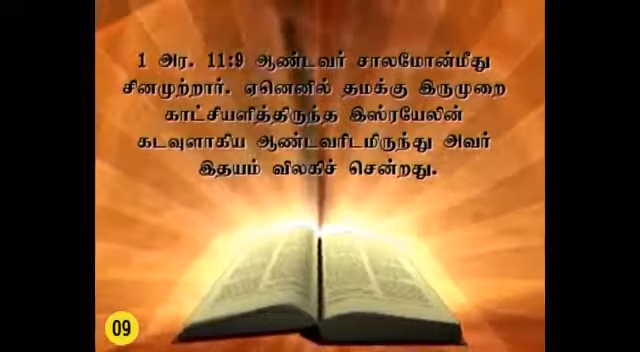 1 அர. 11:9 ஆண்டவர் சாலமோன்மீது
சினமுற்றார். ஏனெனில் தமக்கு இருமுறை
காட்சியளித்திருந்த இஸ்ரயேலின்
கடவுளாகிய ஆண்டவரிடமிருந்து அவர்
இதயம் விலகிச் சென்றது.
09